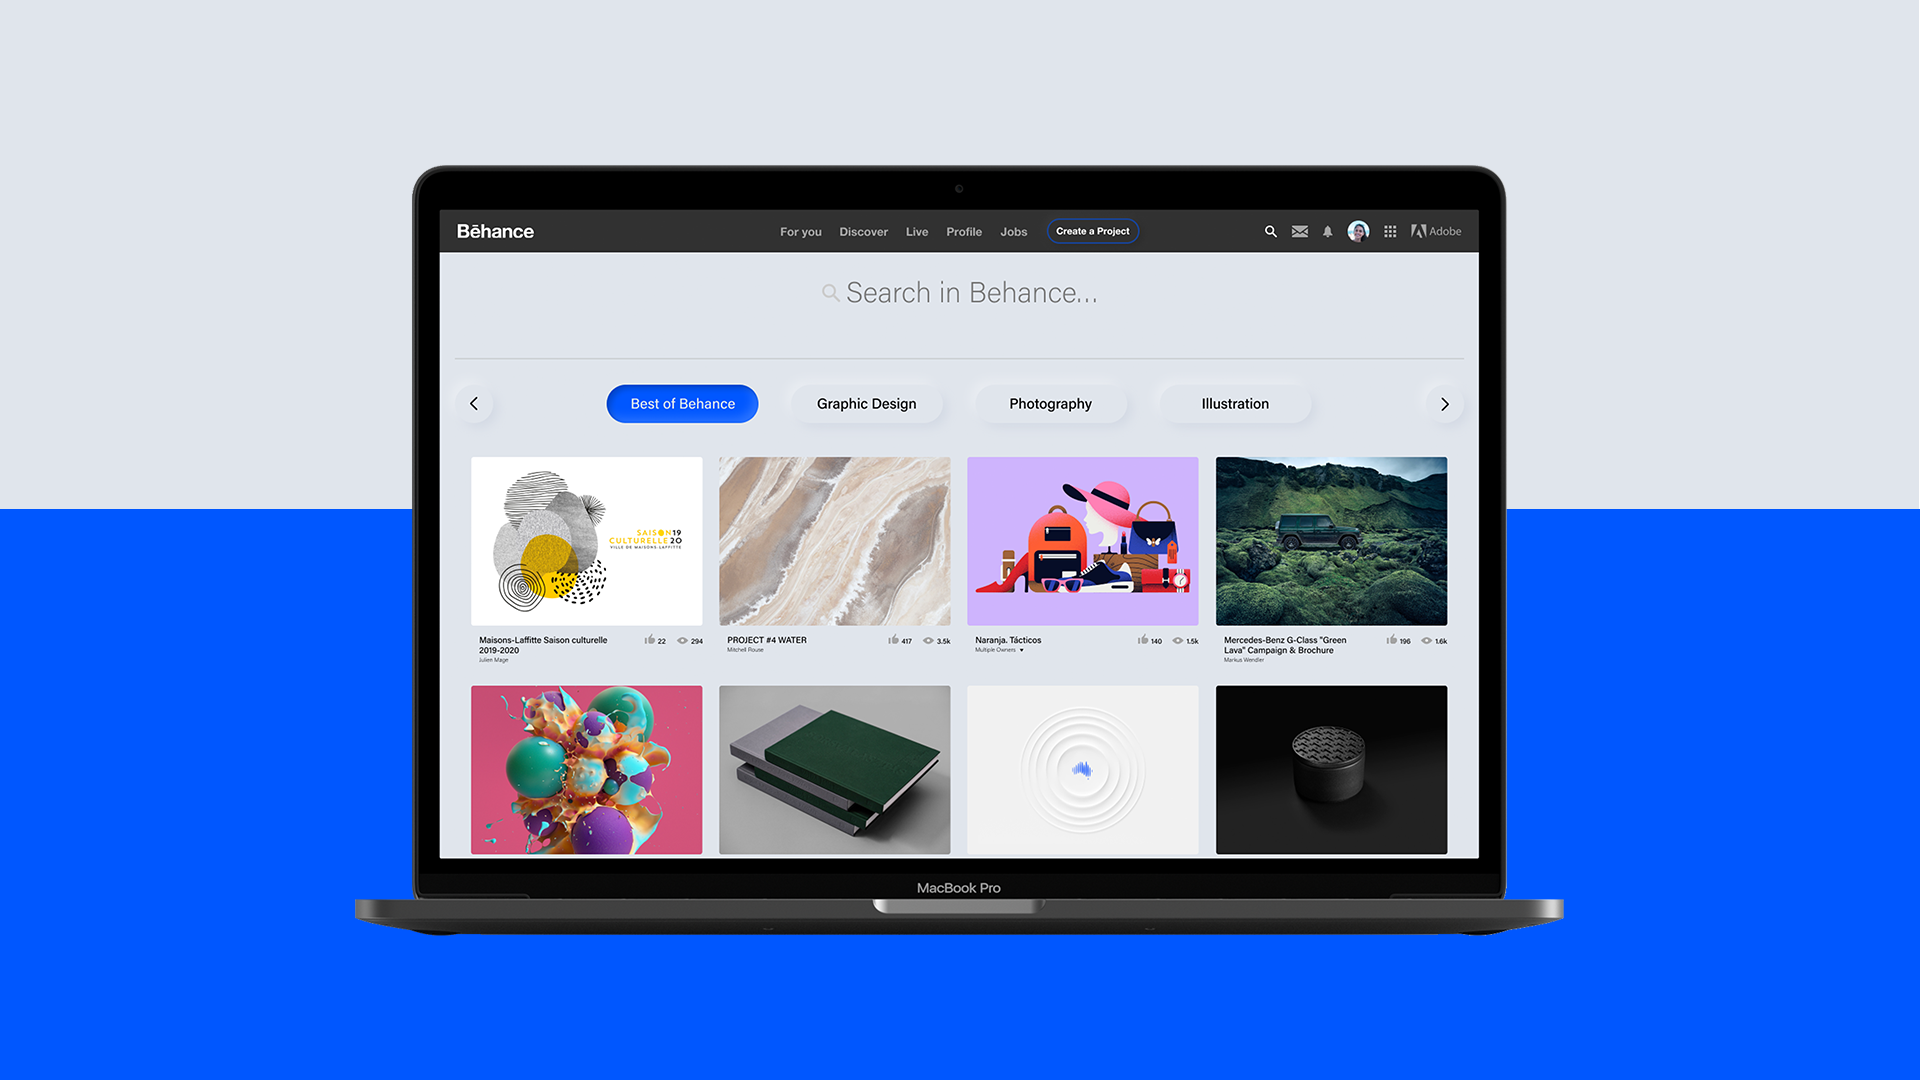 Bēhance
For you
Discover
Live
Profile
Jobs
Create a Project
Adobe
Search in Behance...
Best of Behance
Graphic Design
Photography
Illustration
SAISON 19
CULTURELLE 20
VILLE DE MAISONS-LAFFITTE
Maisons-Laffitte Saison culturelle
2019-2020
Julien Mage
22
294
PROJECT #4 WATER
Mitchell Rouse
417
3.5k
Naranja. Tácticos
Multiple Owners
140
1.5k
Mercedes-Benz G-Class "Green
Lava" Campaign & Brochure
Markus Wendler
196
1.6k
MacBook Pro